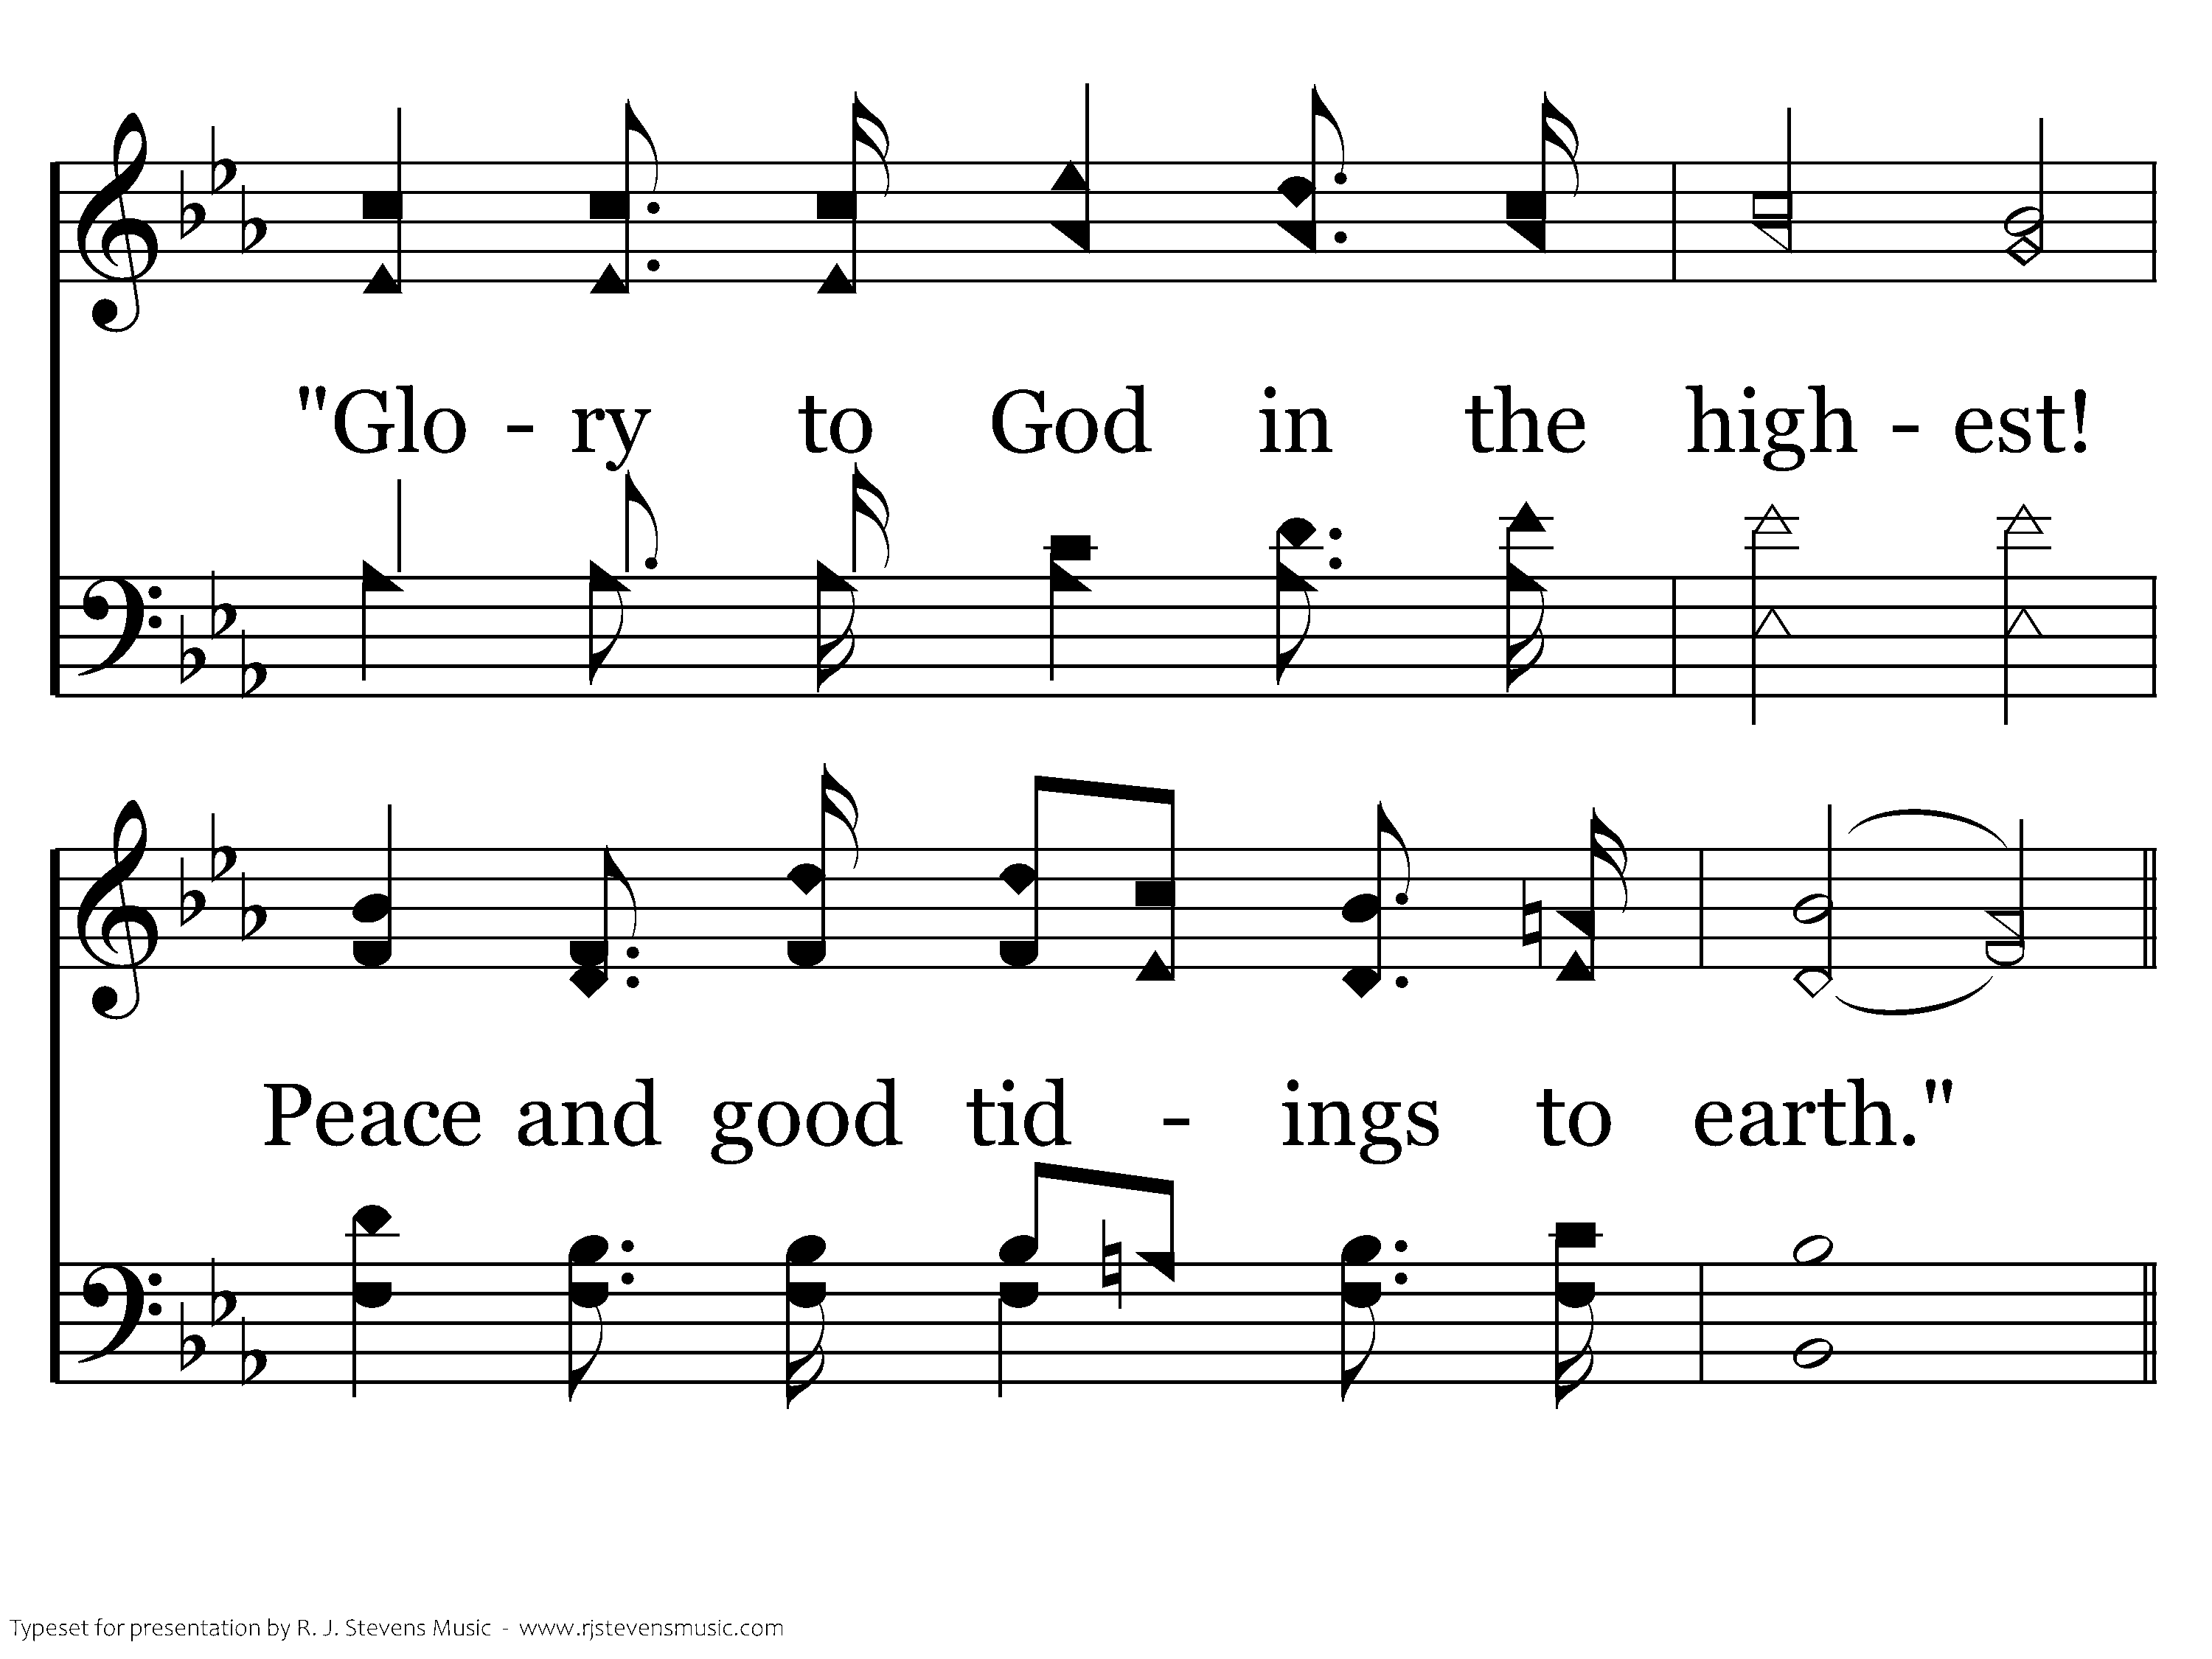 "Glo - ry to God in the high - est!
Peace and good tid - ings to earth."
Typeset for presentation by R. J. Stevens Music - www.rjstevensmusic.com